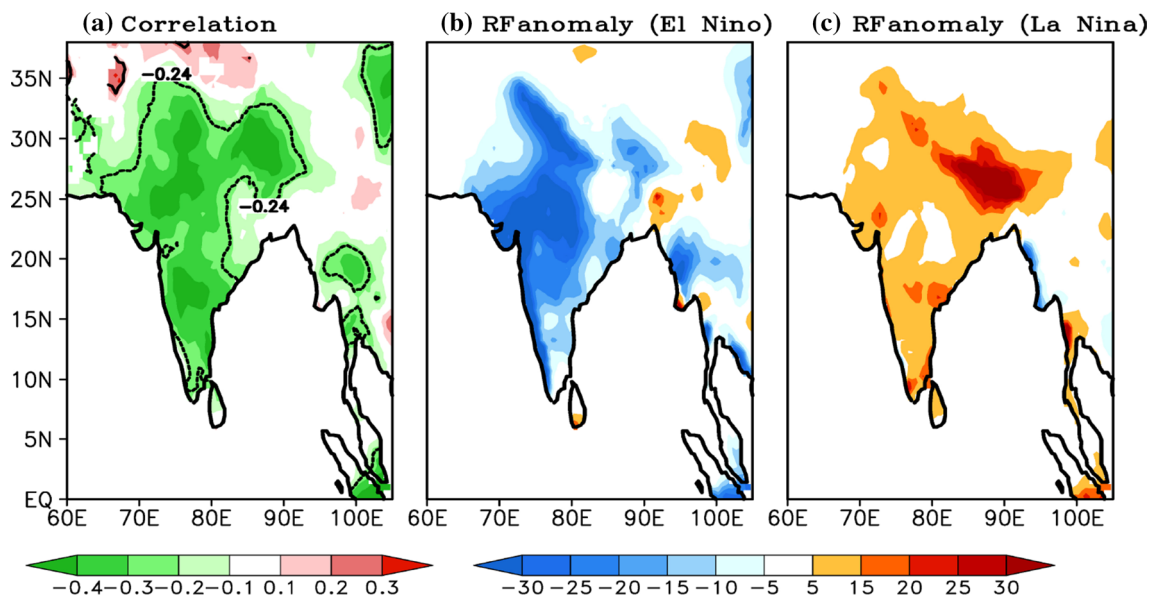 (a) Correlation
(b) RFanomaly (El Nino)
(c) RFanomaly (La Nina)
35N
30N
25N
20N
15N
10N
5N
EQ
-0.24
-0.24
60E 70E 80E 90E 100E
60E 70E 80E 90E 100E
60E 70E 80E 90E 100E
-0.4 -0.3 -0.2 -0.1 0.1 0.2 0.3
-30 -25 -20 -15 -10 -5 5 10 15 20 25 30